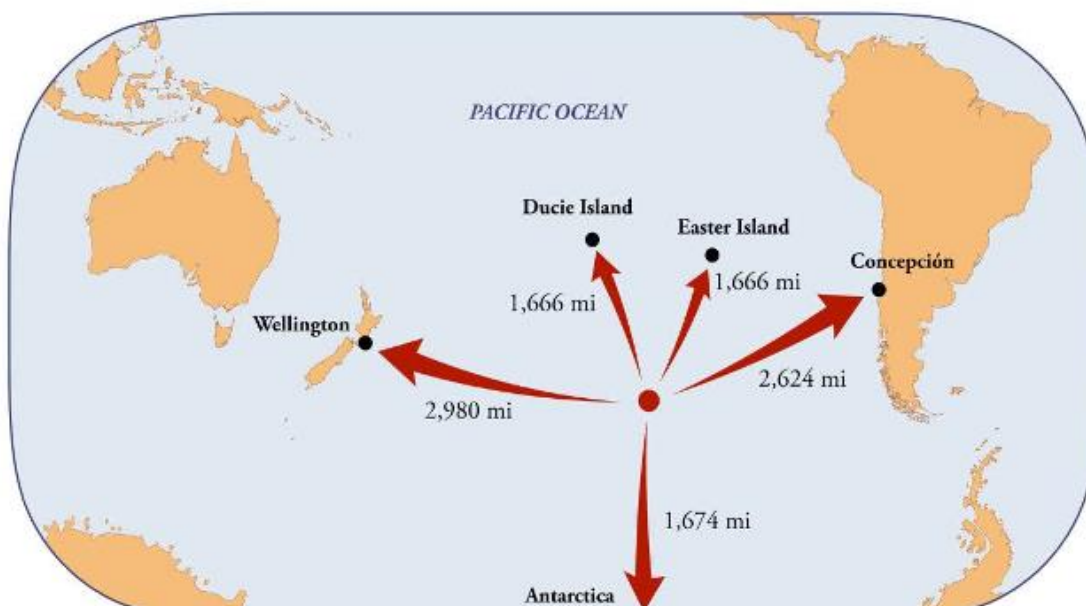 PACIFIC OCEAN
Ducie Island
Easter Island
Concepción
1,666 mi
1,666 mi
Wellington
2,624 mi
2,980 mi
1,674 mi
Antarctica